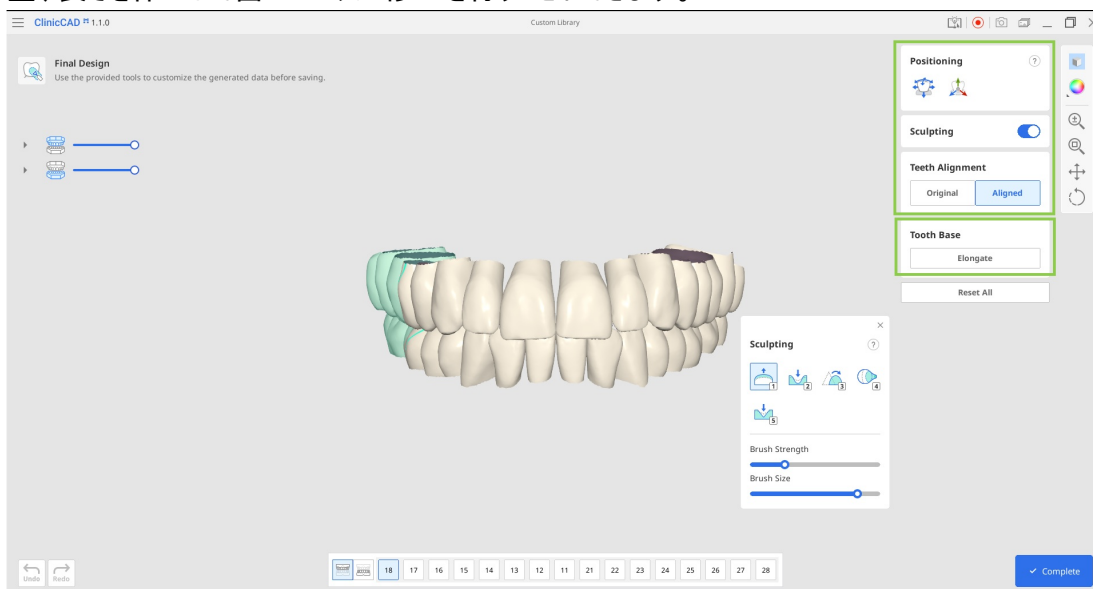 ClinicCAD 1.1.0
Custom Library
Final Design
Use the provided tools to customize the generated data before saving.
Positioning
?
Sculpting
Teeth Alignment
Original Aligned
Tooth Base
Elongate
Reset All
Sculpting
?
1 2 3 4
5
Brush Strength
Brush Size
Undo Redo
18 17 16 15 14 13 12 11 21 22 23 24 25 26 27 28
Complete